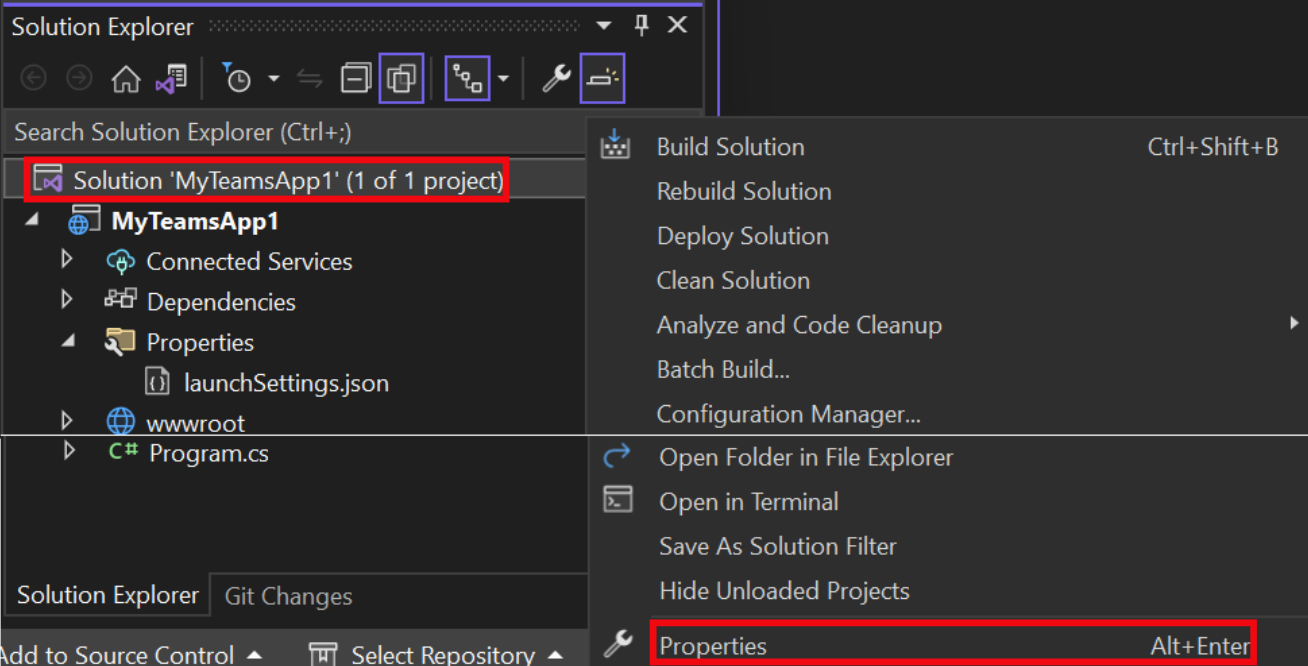 Solution Explorer
Search Solution Explorer (Ctrl+;)
Solution 'MyTeamsApp1' (1 of 1 project)
MyTeamsApp1
Connected Services
Dependencies
Properties
launchSettings.json
wwwroot
C# Program.cs
Solution Explorer Git Changes
Add to Source Control Select Repository
Build Solution Ctrl+Shift+B
Rebuild Solution
Deploy Solution
Clean Solution
Analyze and Code Cleanup
Batch Build...
Configuration Manager...
Open Folder in File Explorer
Open in Terminal
Save As Solution Filter
Hide Unloaded Projects
Properties Alt+Enter